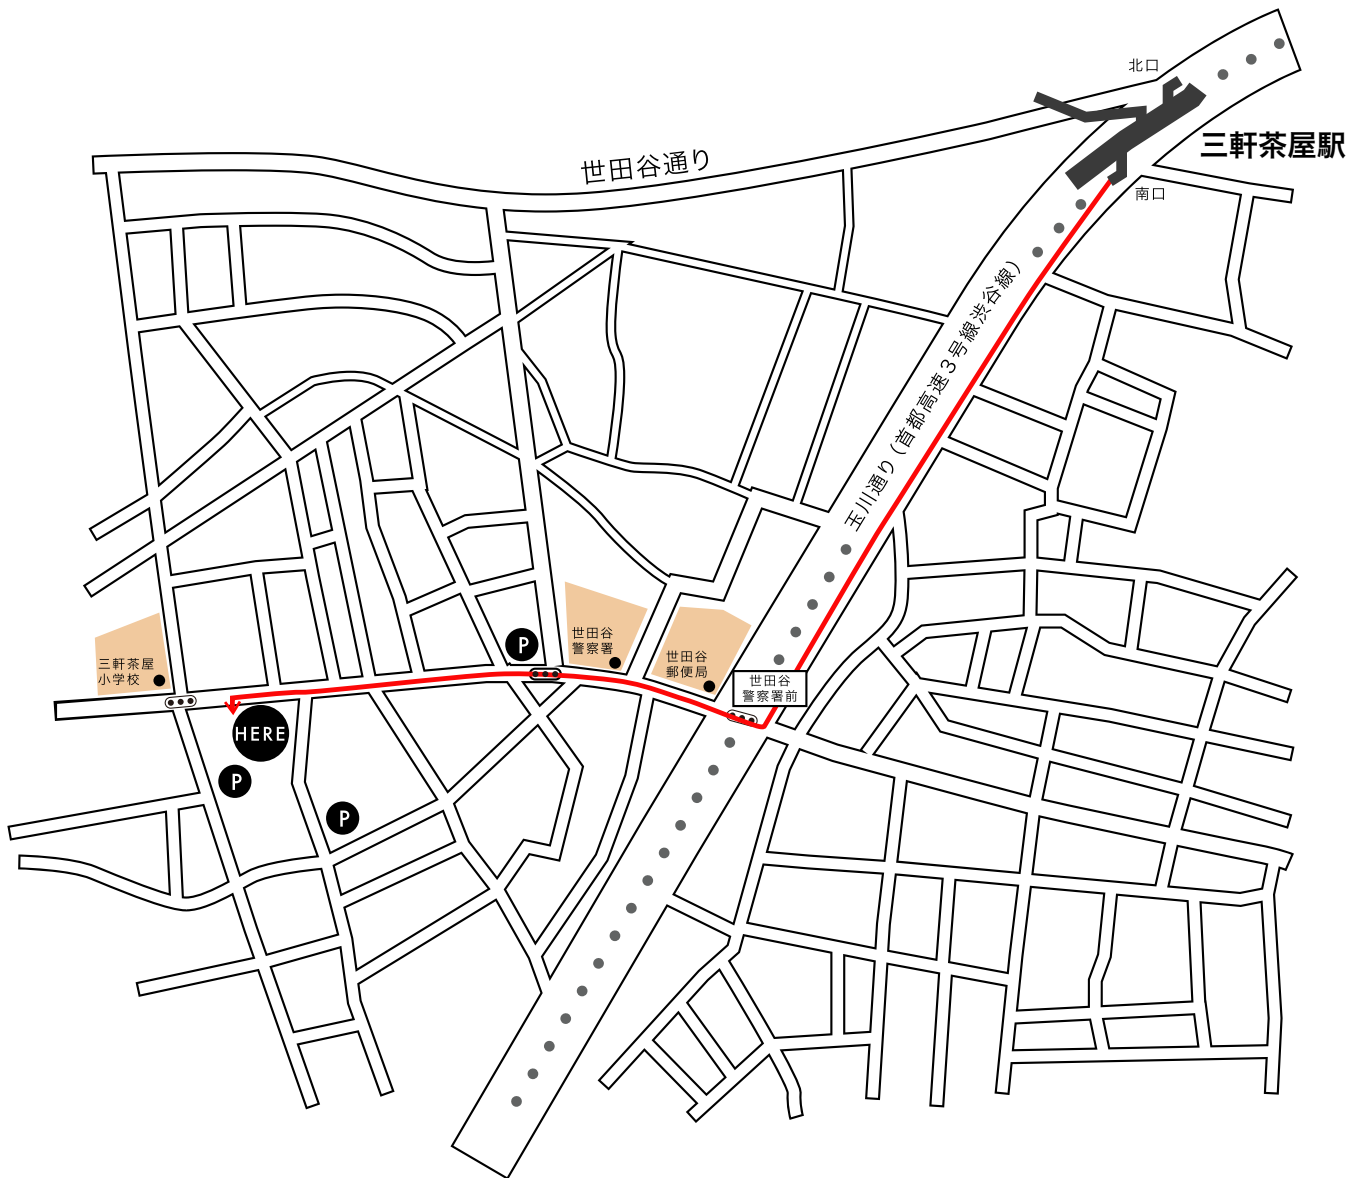 北口
三軒茶屋駅
世田谷通り
南口
玉川通り（首都高速３号線渋谷線）
世田谷
警察署
三軒茶屋
小学校
P
世田谷
郵便局
世田谷
警察署前
HERE
P
P